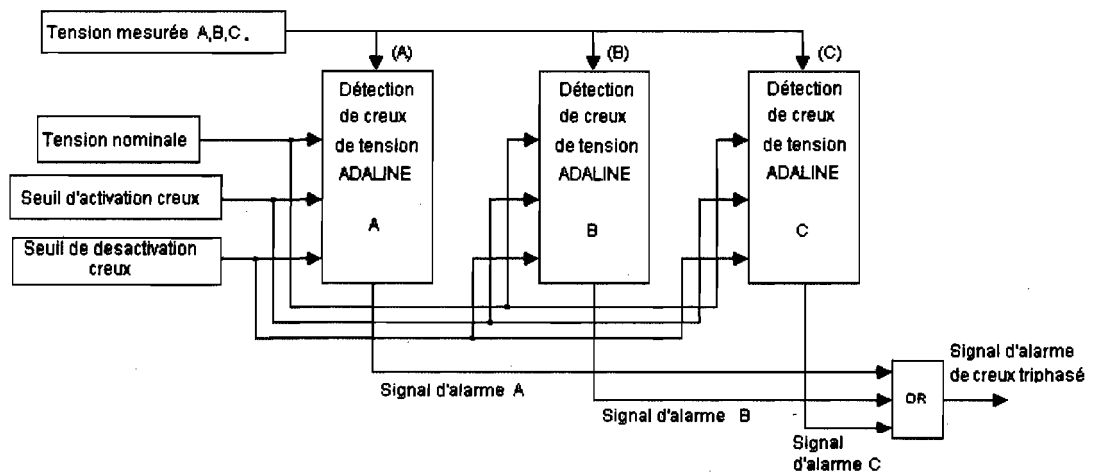 Tension mesurée A,B,C.
(A)
(B)
(C)
Détection
de creux
de tension
ADALINE
A
Détection
de creux
de tension
ADALINE
B
Détection
de creux
de tension
ADALINE
C
Tension nominale
Seuil d'activation creux
Seuil de desactivation
creux
Signal d'alarme A
Signal d'alarme B
Signal
d'alarme C
OR
Signal d'alarme
de creux triphasé